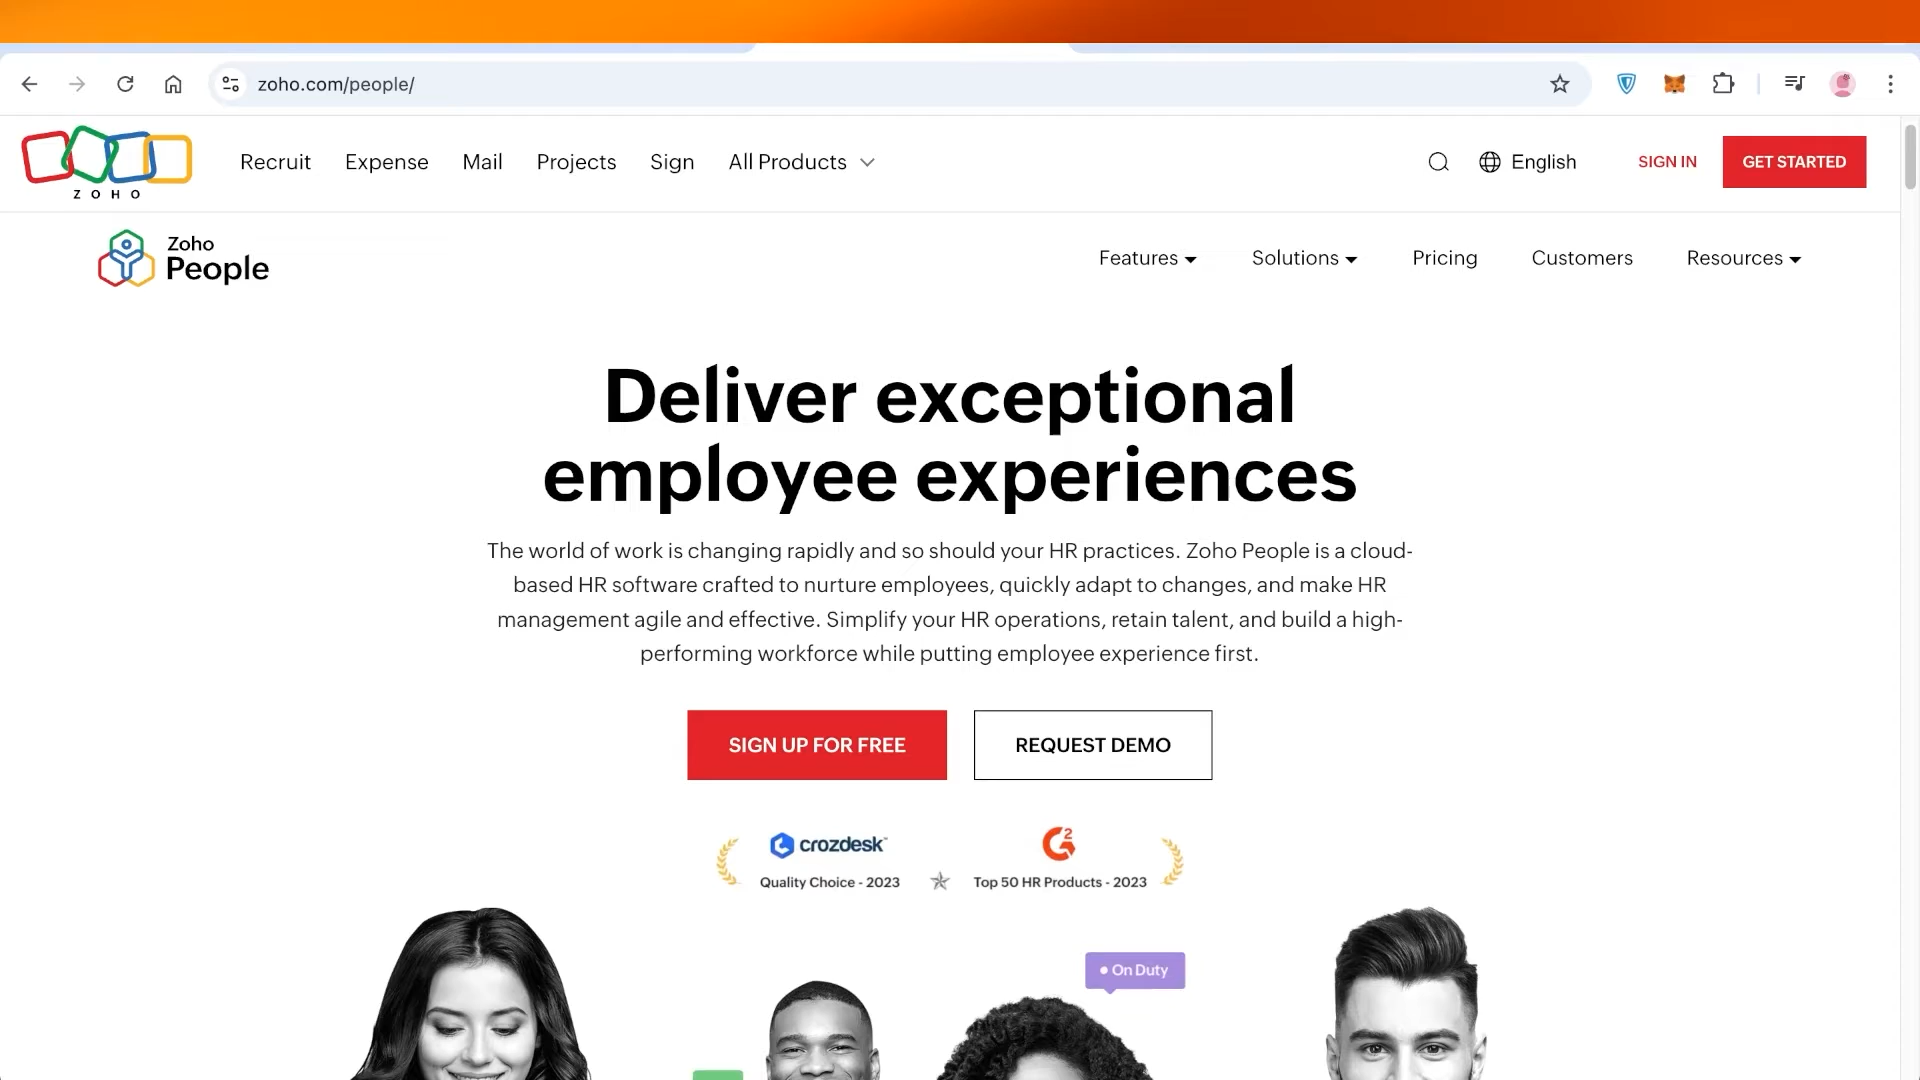 zoho.com/people/
ZOHO
Recruit Expense Mail Projects Sign All Products English SIGN IN GET STARTED
Zoho
People
Features Solutions Pricing Customers Resources
Deliver exceptional
employee experiences
The world of work is changing rapidly and so should your HR practices. Zoho People is a cloud-
based HR software crafted to nurture employees, quickly adapt to changes, and make HR
management agile and effective. Simplify your HR operations, retain talent, and build a high-
performing workforce while putting employee experience first.
SIGN UP FOR FREE REQUEST DEMO
crozdesk™ G2
Quality Choice - 2023 Top 50 HR Products - 2023
On Duty